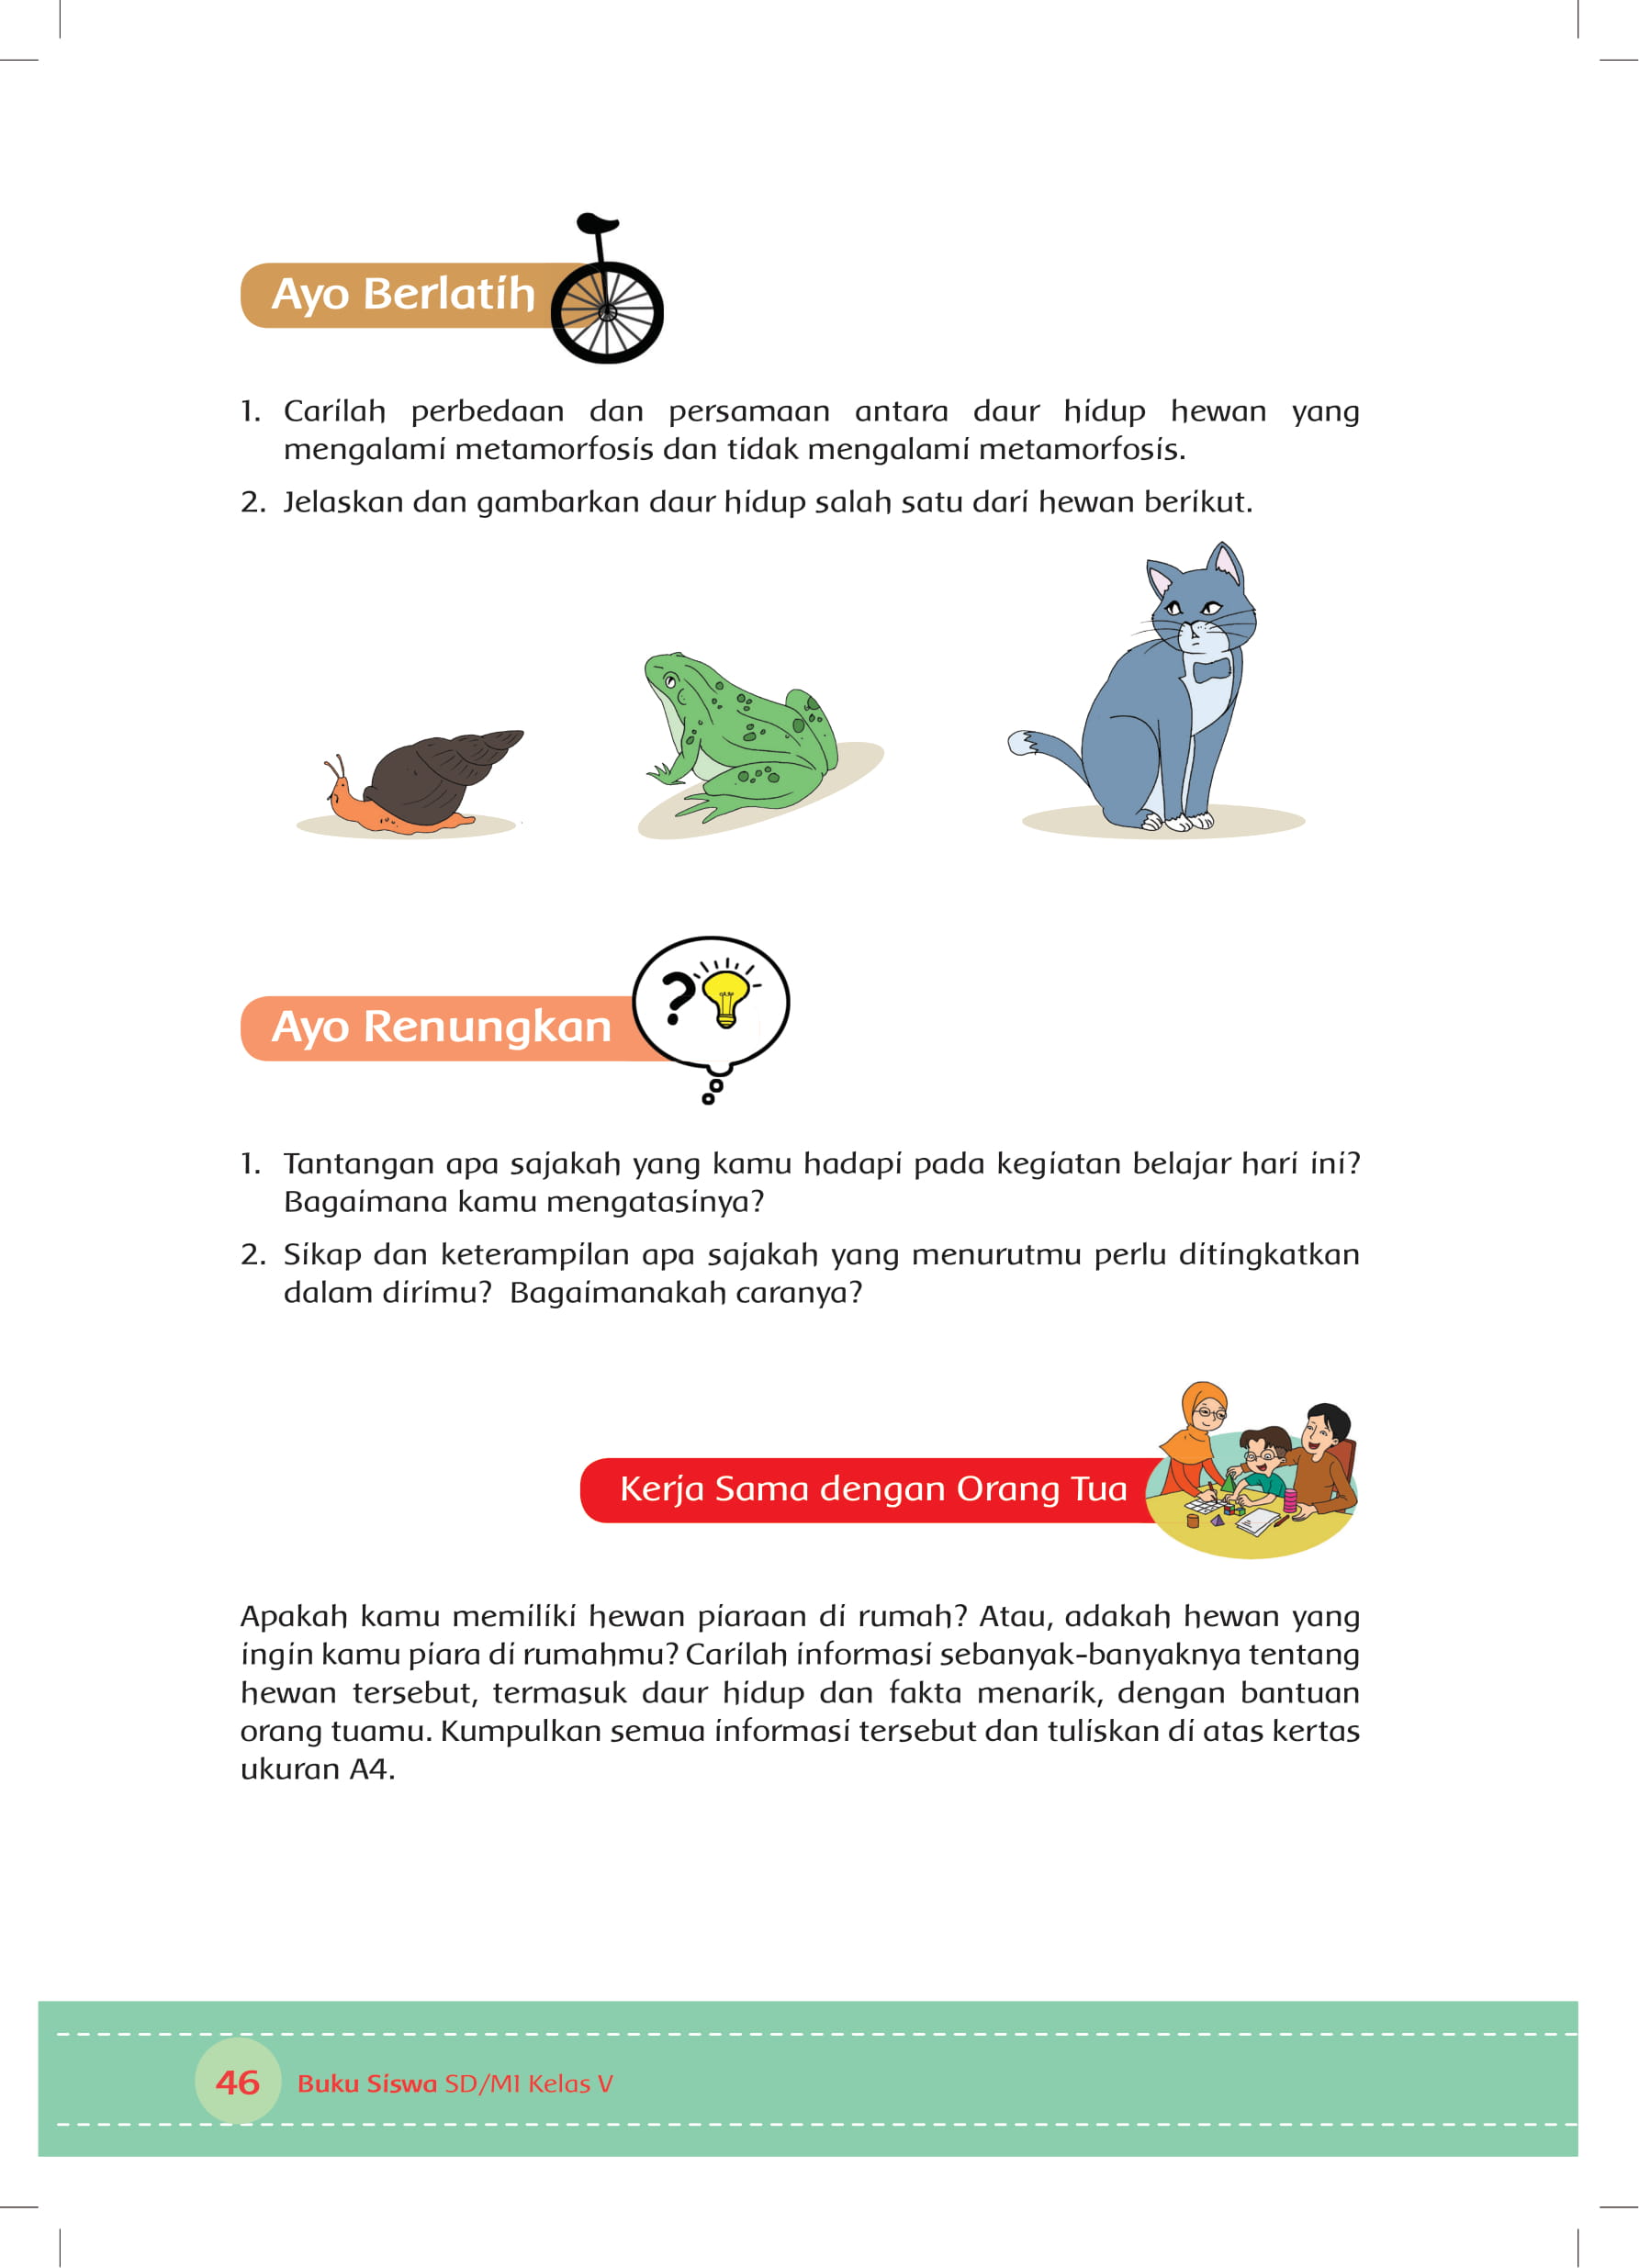 Ayo Berlatih
1. Carilah perbedaan dan persamaan antara daur hidup hewan yang
mengalami metamorfosis dan tidak mengalami metamorfosis.
2. Jelaskan dan gambarkan daur hidup salah satu dari hewan berikut.
?
Ayo Renungkan
1. Tantangan apa sajakah yang kamu hadapi pada kegiatan belajar hari ini?
Bagaimana kamu mengatasinya?
2. Sikap dan keterampilan apa sajakah yang menurutmu perlu ditingkatkan
dalam dirimu? Bagaimanakah caranya?
Kerja Sama dengan Orang Tua
Apakah kamu memiliki hewan piaraan di rumah? Atau, adakah hewan yang
ingin kamu piara di rumahmu? Carilah informasi sebanyak-banyaknya tentang
hewan tersebut, termasuk daur hidup dan fakta menarik, dengan bantuan
orang tuamu. Kumpulkan semua informasi tersebut dan tuliskan di atas kertas
ukuran A4.
46 Buku Siswa SD/MI Kelas V